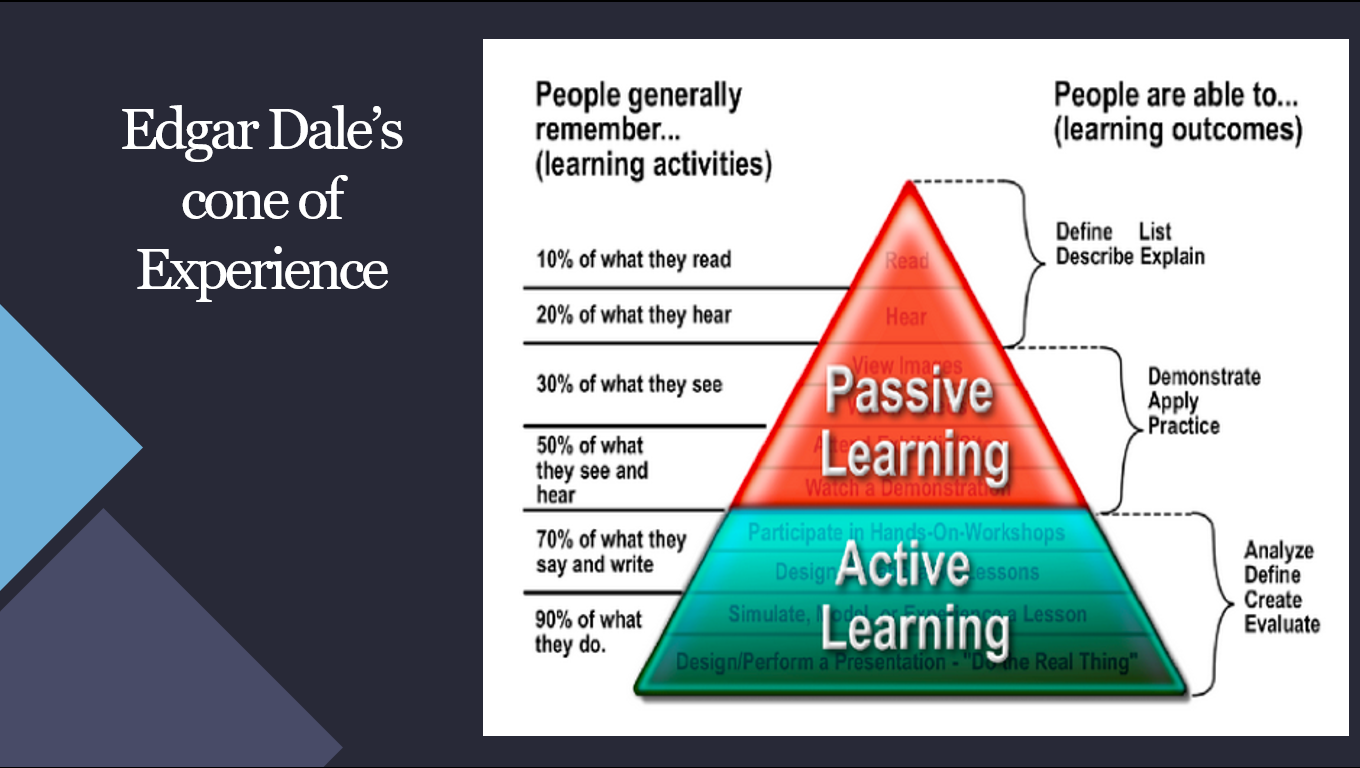 Edgar Dale’s
cone of
Experience
People generally
remember...
(learning activities)
People are able to...
(learning outcomes)
10% of what they read
20% of what they hear
30% of what they see
50% of what
they see and
hear
70% of what they
say and write
90% of what
they do.
Read
Hear
View Images
Watch a Demonstration
Passive
Learning
Participate in Hands-On-Workshops
Design Lessons
Simulate, Model, or Experience a Lesson
Design/Perform a Presentation - "Do the Real Thing"
Active
Learning
Define List
Describe Explain
Demonstrate
Apply
Practice
Analyze
Define
Create
Evaluate